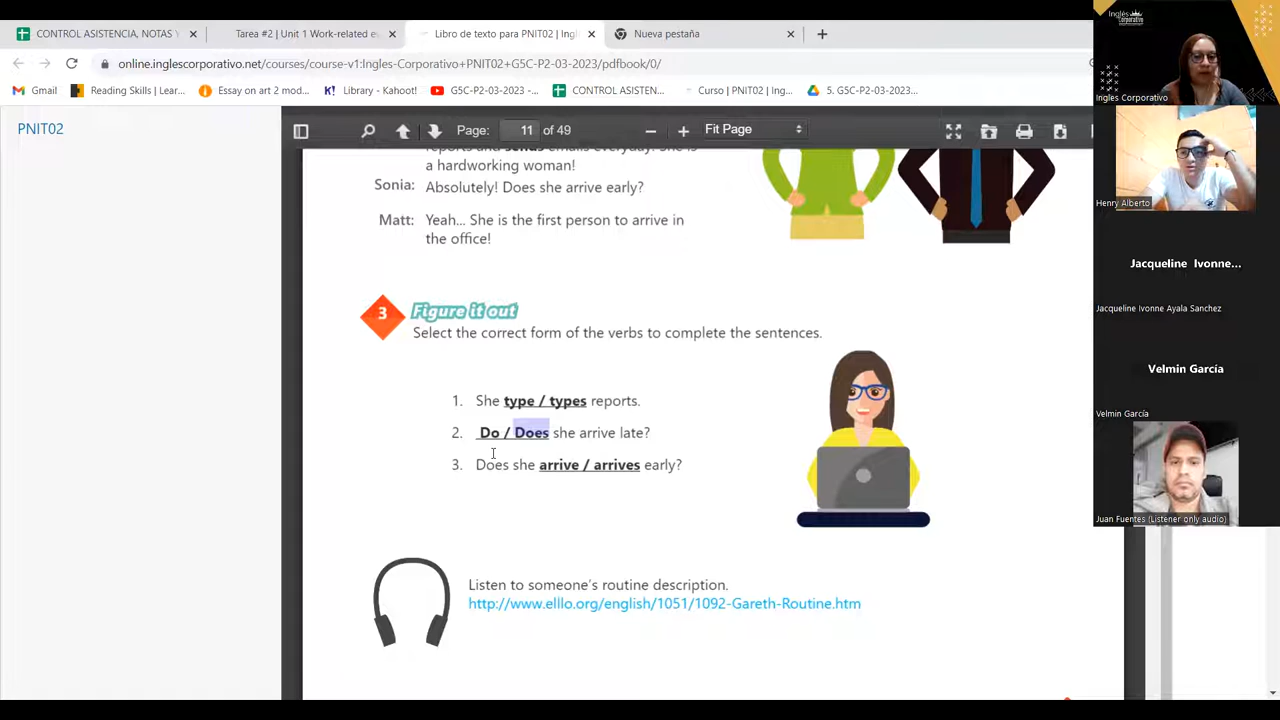 CONTROL ASISTENCIA, NOTAS Y
Tarea #2 | Unit 1 Work-related e
Libro de texto para PNIT02 | Ingl
Nueva pestaña
online.inglescorporativo.net/courses/course-v1:Ingles-Corporativo+PNIT02+G5C-P2-03-2023/pdfbook/0/
Gmail
Reading Skills | Lear...
Essay on art 2 mod...
Library - Kahoot!
G5C-P2-03-2023 -...
CONTROL ASISTEN...
Curso | PNIT02 | Ing...
5. G5C-P2-03-2023...
PNIT02
Page: 11 of 49
Fit Page
a hardworking woman!
Sonia: Absolutely! Does she arrive early?
Matt: Yeah... She is the first person to arrive in
the office!
3 Figure it out
Select the correct form of the verbs to complete the sentences.
1. She type / types reports.
2. Do / Does she arrive late?
3. Does she arrive / arrives early?
Listen to someone's routine description.
http://www.elllo.org/english/1051/1092-Gareth-Routine.htm
Inglés
Corporativo
Ingles Corporativo
Henry Alberto
Jacqueline Ivonne...
Jacqueline Ivonne Ayala Sanchez
Velmin García
Velmin García
Juan Fuentes (Listener only audio)